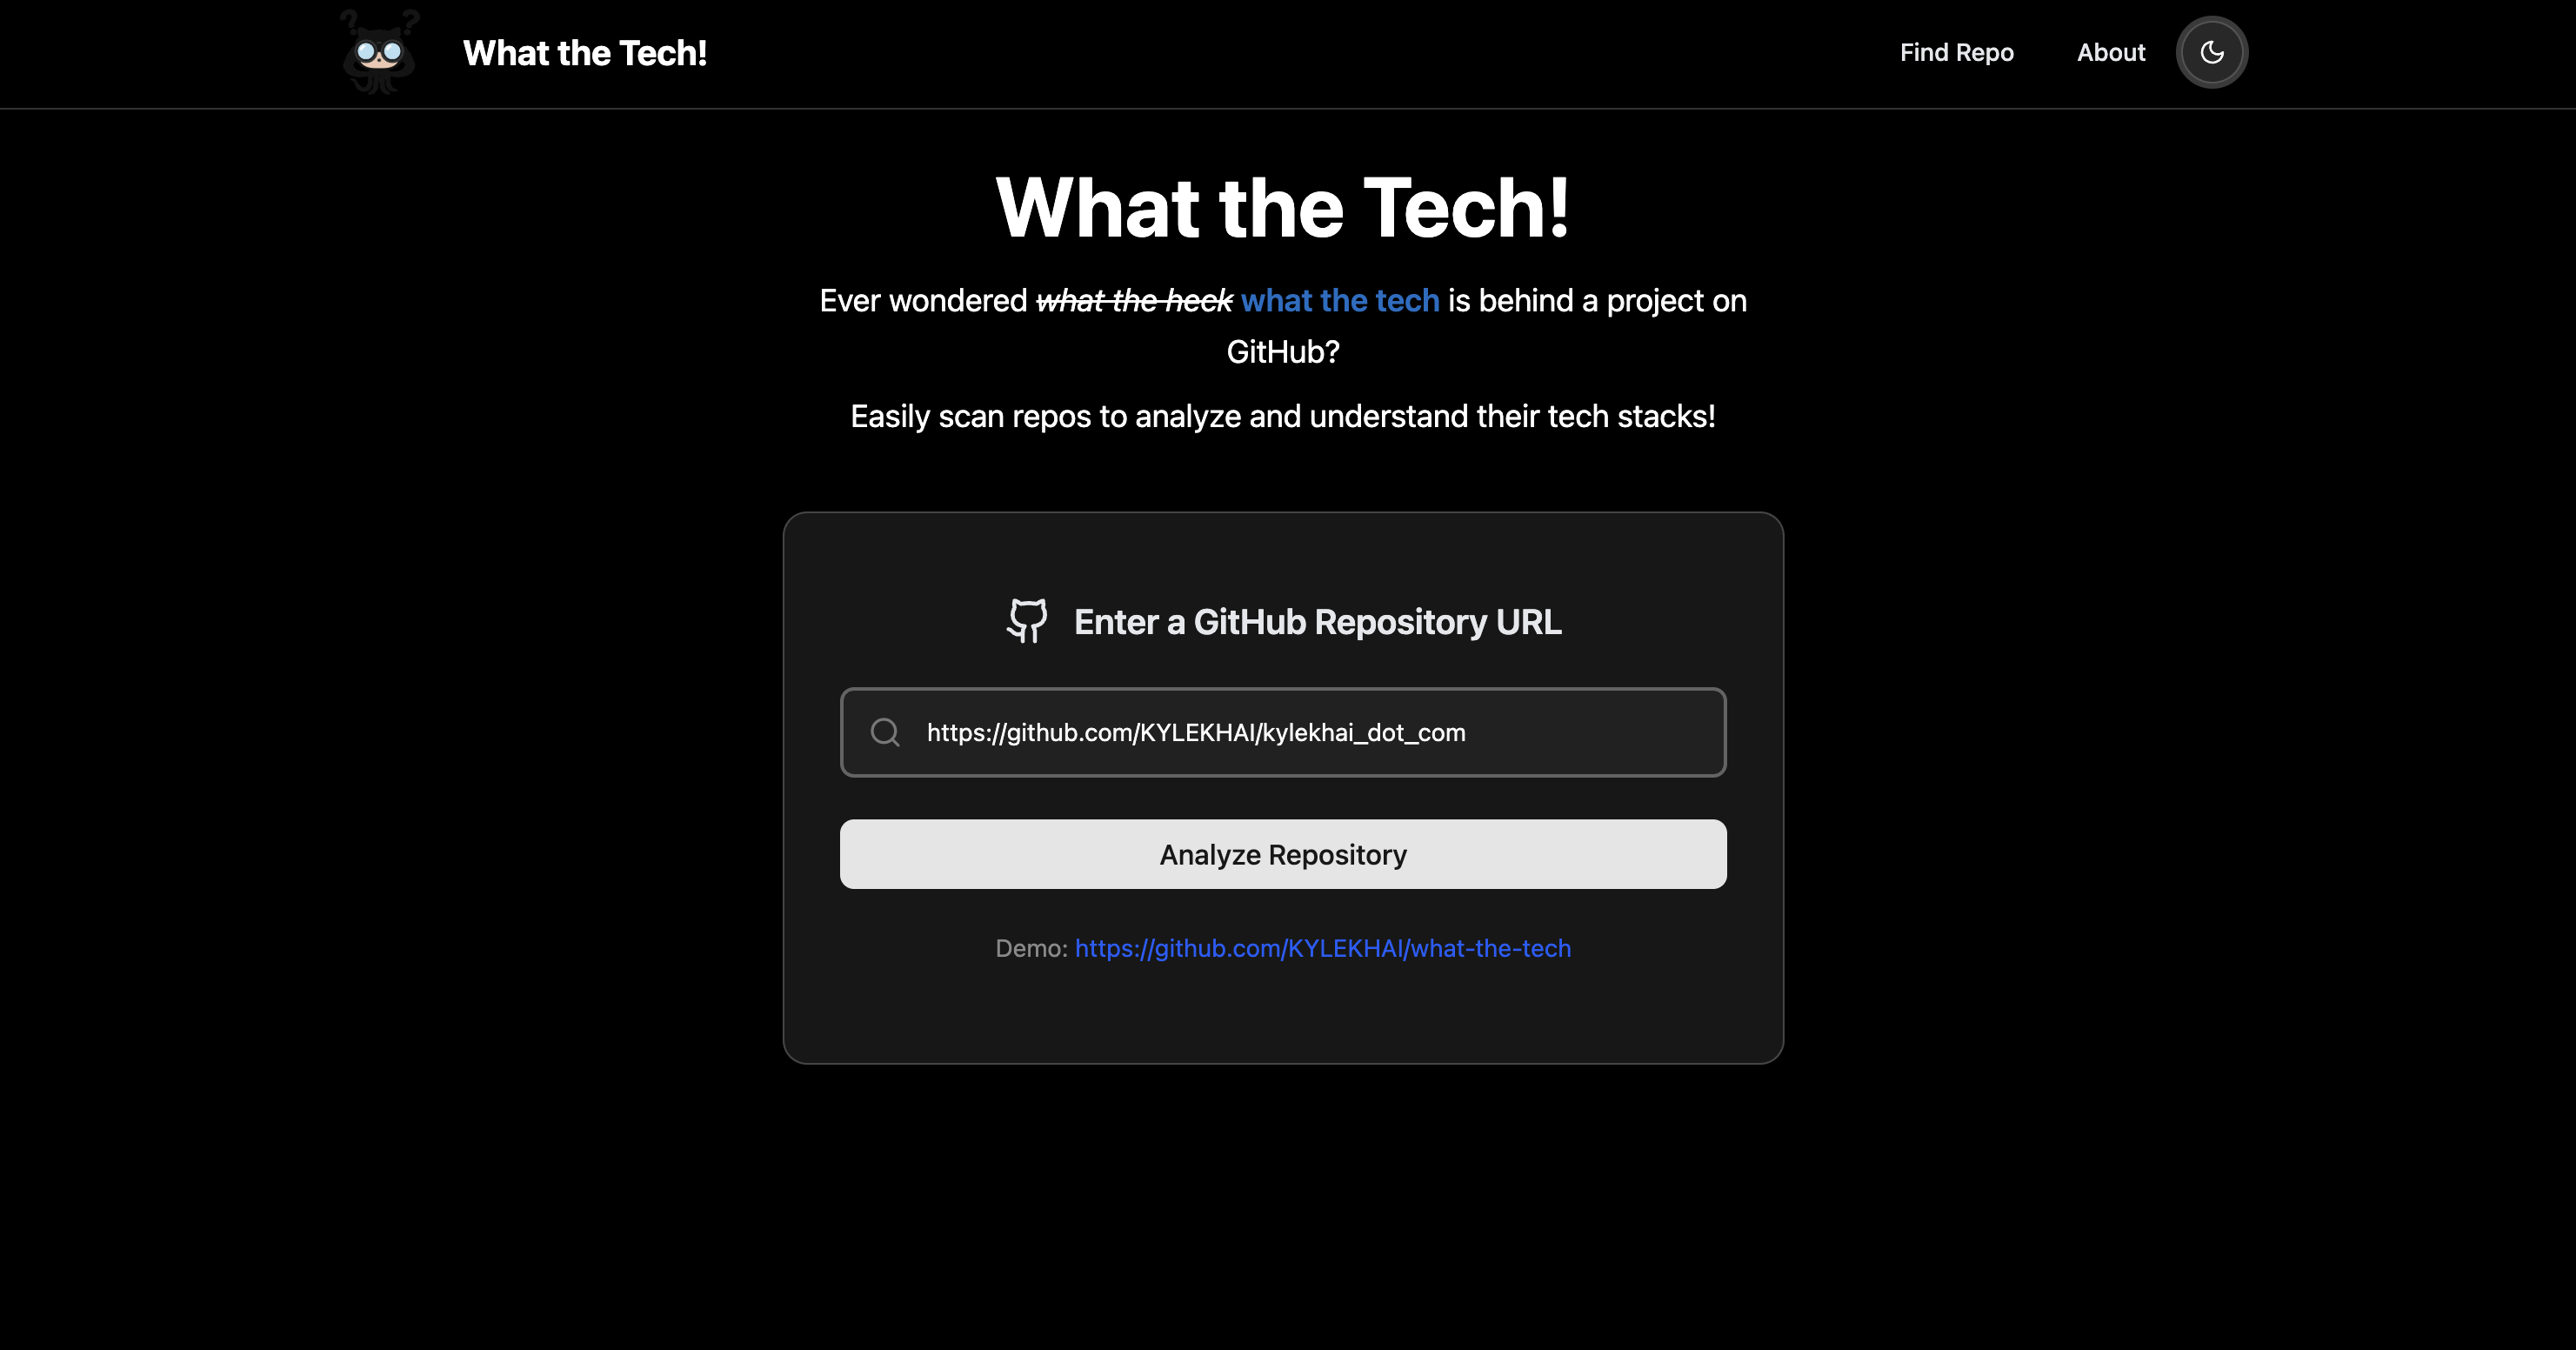 What the Tech!
Find Repo
About
What the Tech!
Ever wondered what the heck what the tech is behind a project on
GitHub?
Easily scan repos to analyze and understand their tech stacks!
Enter a GitHub Repository URL
https://github.com/KYLEKHAI/kylekhai_dot_com
Analyze Repository
Demo: https://github.com/KYLEKHAI/what-the-tech